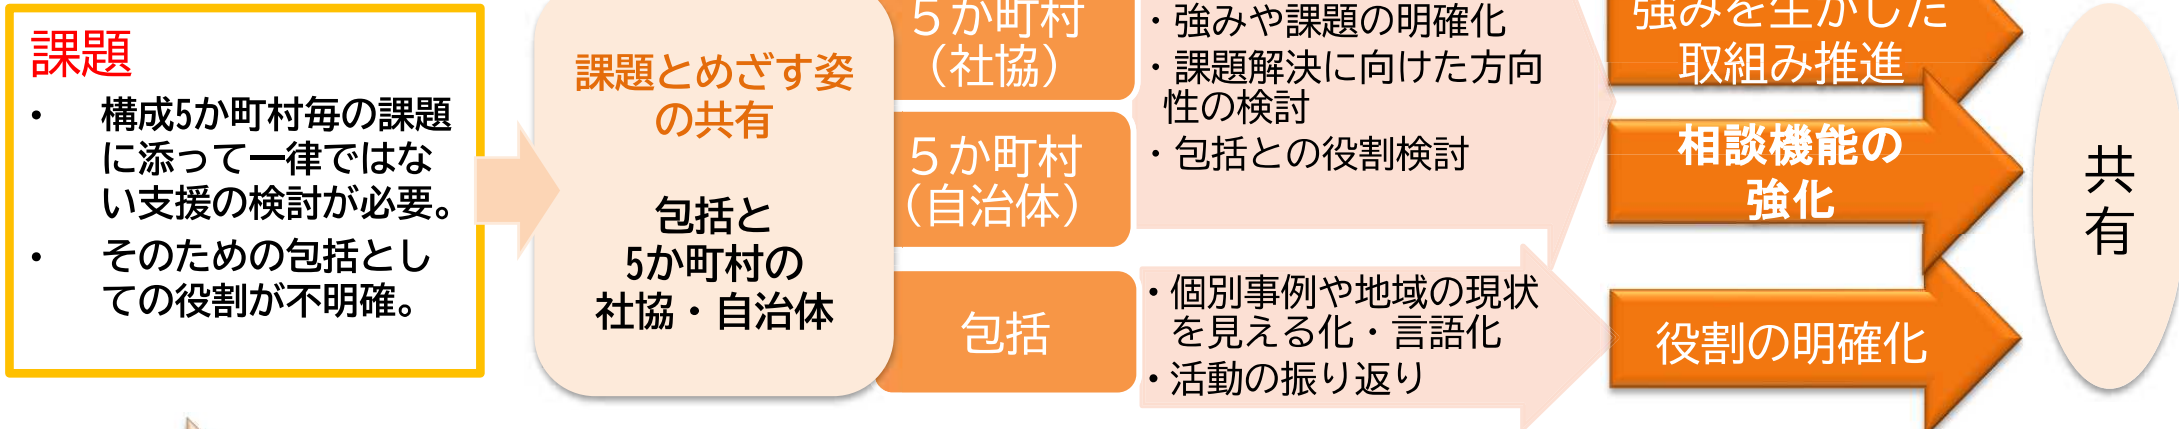 課題
・ 構成5か町村毎の課題
に添って一律ではな
い支援の検討が必要。
・ そのための包括とし
ての役割が不明確。
課題とめざす姿
の共有
包括と
5か町村の
社協・自治体
５か町村
（社協）
５か町村
（自治体）
包括
・強みや課題の明確化
・課題解決に向けた方向
性の検討
・包括との役割検討
・個別事例や地域の現状
を見える化・言語化
・活動の振り返り
強みを生かした
取組み推進
相談機能の
強化
役割の明確化
共
有